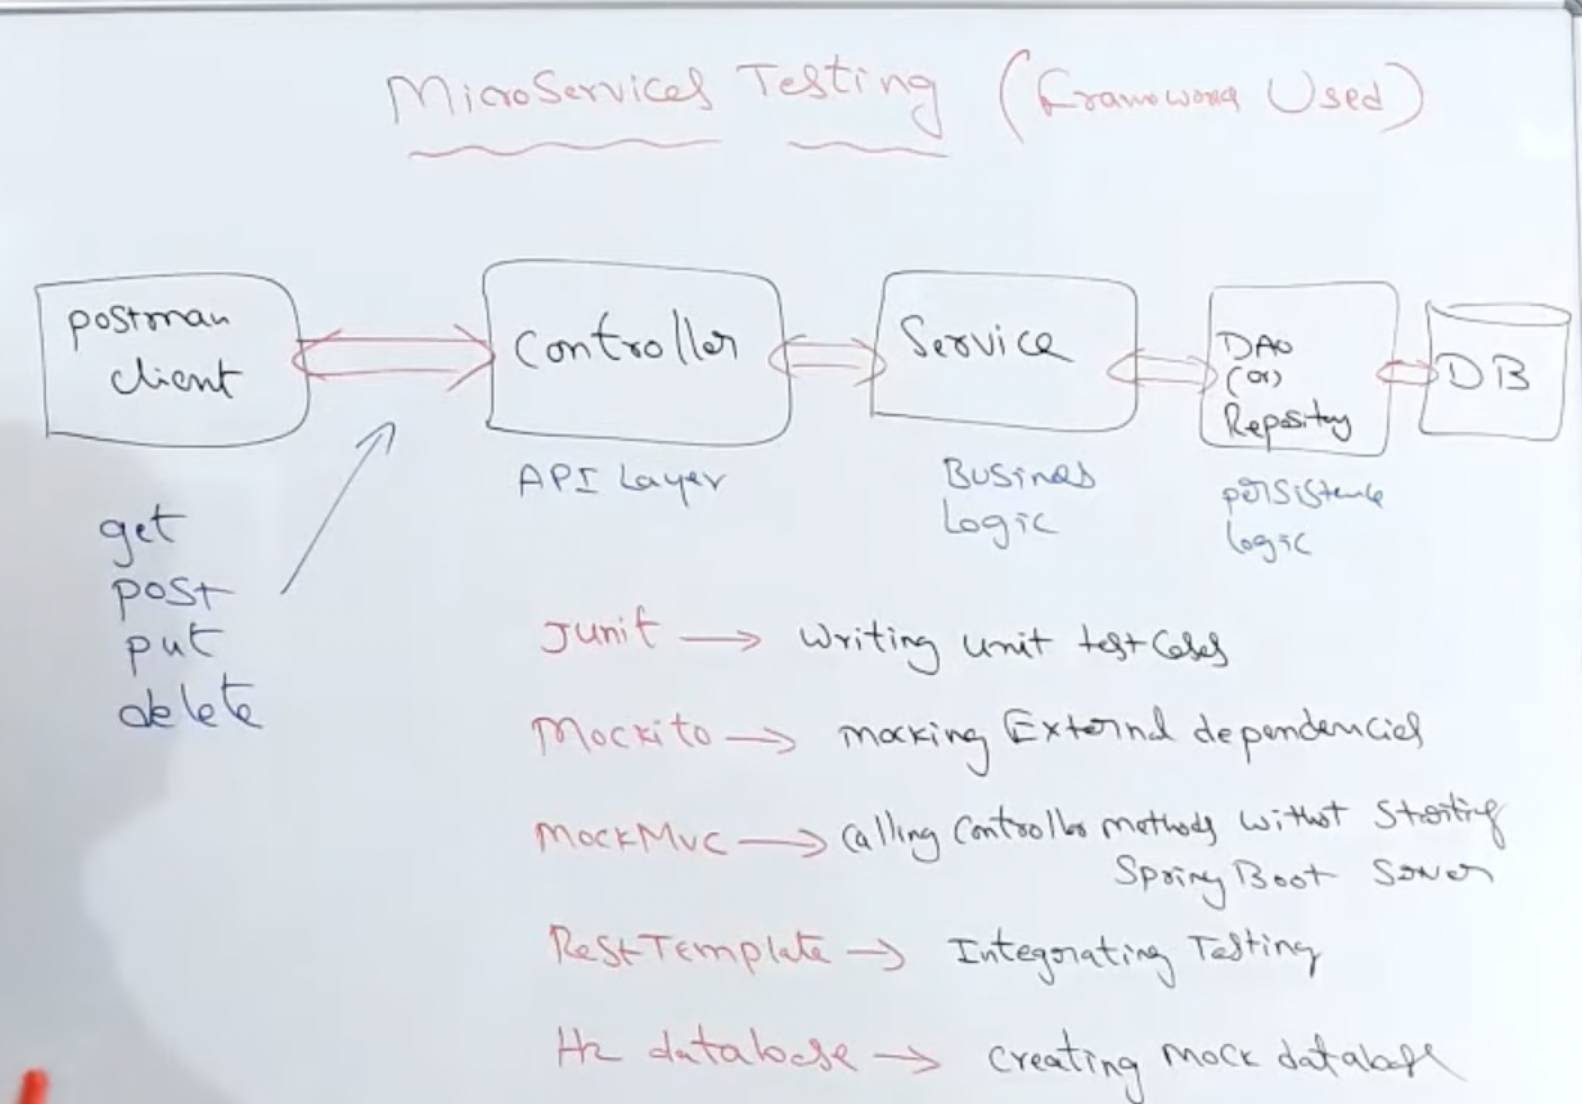 MicroServices Testing (Framework Used)
postman
client
Controller
Service
DAO
(or)
Repository
DB
API Layer
Business
Logic
persistence
logic
get
post
put
delete
Junit → Writing unit test Cases
Mockito → mocking External dependencies
MockMvc → Calling Controller methods without Starting
Spring Boot Server
RestTemplate → Integrating Testing
H2 database → Creating Mock database